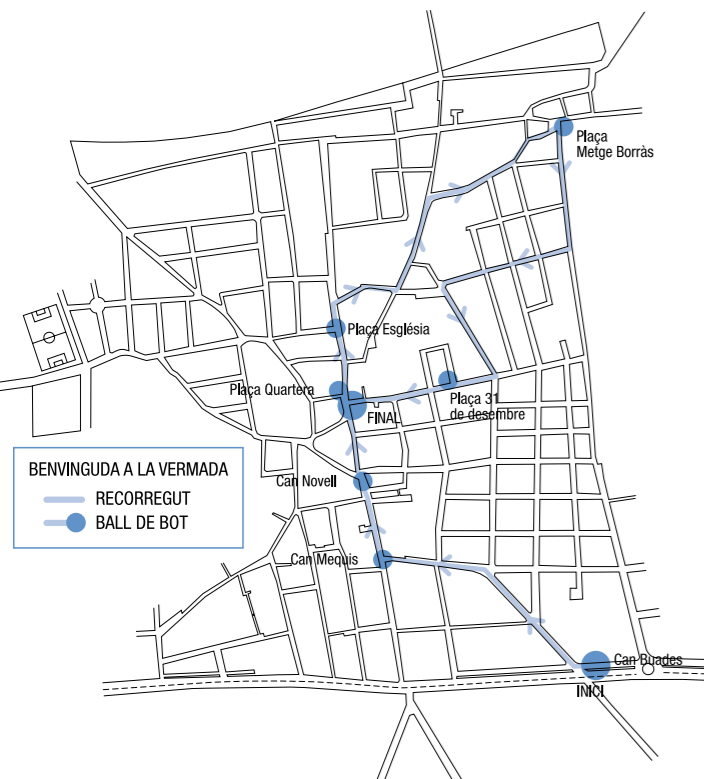 Plaça
Metge Borràs
Plaça Església
Plaça Quartera
Plaça 31
de desembre
FINAL
BENVINGUDA A LA VERMADA
RECORREGUT
BALL DE BOT
Can Novell
Can Mequis
Can Buades
INICI